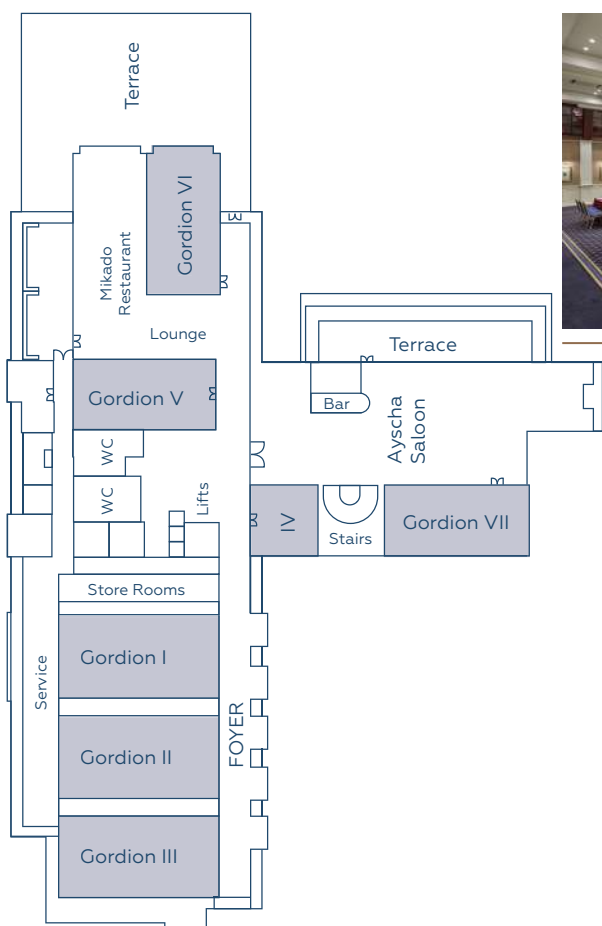 Terrace
Gordion VI
Mikado
Restaurant
Lounge
Terrace
Gordion V
Bar
Ayscha
Saloon
WC
WC
Lifts
IV
Stairs
Gordion VII
Store Rooms
Gordion I
Service
FOYER
Gordion II
Gordion III